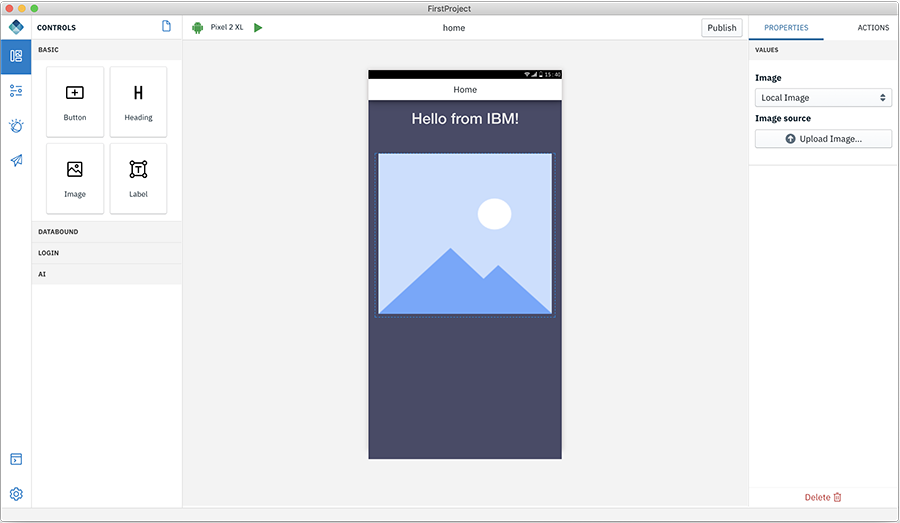 FirstProject
CONTROLS
Pixel 2 XL
home
Publish
PROPERTIES
ACTIONS
BASIC
VALUES
Button
Heading
Image
Label
DATABOUND
LOGIN
AI
15:40
Home
Hello from IBM!
Image
Local Image
Image source
Upload Image...
Delete